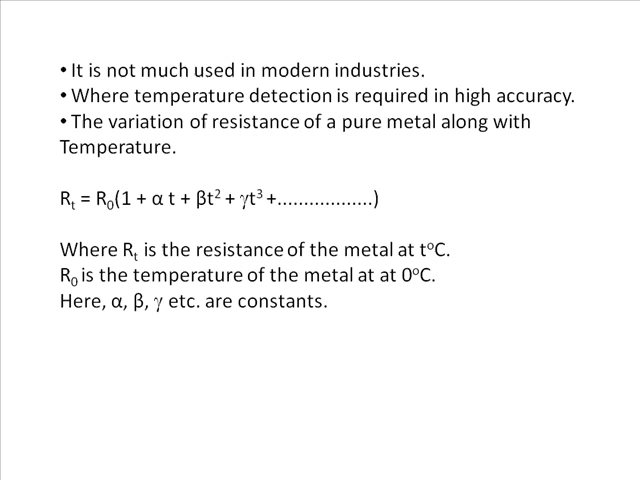 • It is not much used in modern industries.
• Where temperature detection is required in high accuracy.
• The variation of resistance of a pure metal along with
Temperature.
Rₜ = R₀(1 + α t + βt² + γt³ +..................)
Where Rₜ is the resistance of the metal at t⁰C.
R₀ is the temperature of the metal at at 0⁰C.
Here, α, β, γ etc. are constants.